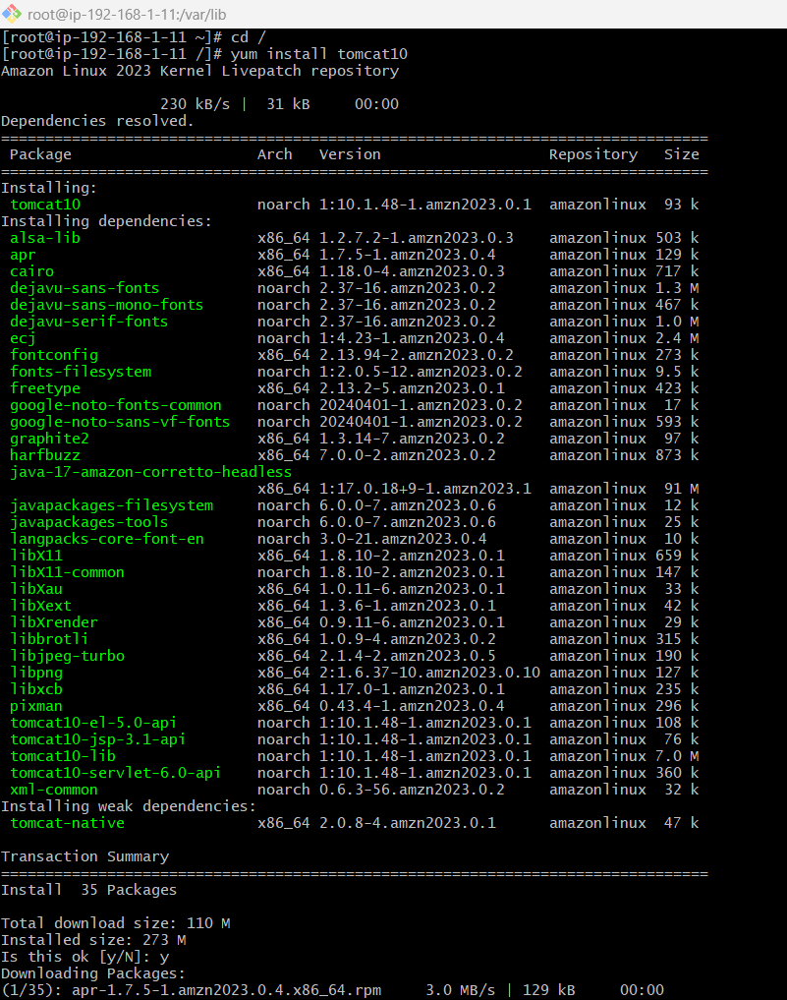 root@ip-192-168-1-11:/var/lib
[root@ip-192-168-1-11 ~]# cd /
[root@ip-192-168-1-11 /]# yum install tomcat10
Amazon Linux 2023 Kernel Livepatch repository
230 kB/s | 31 kB 00:00
Dependencies resolved.
================================================================================
Package Arch Version Repository Size
================================================================================
Installing:
tomcat10 noarch 1:10.1.48-1.amzn2023.0.1 amazonlinux 93 k
Installing dependencies:
alsa-lib x86_64 1.2.7.2-1.amzn2023.0.3 amazonlinux 503 k
apr x86_64 1.7.5-1.amzn2023.0.4 amazonlinux 129 k
cairo x86_64 1.18.0-4.amzn2023.0.3 amazonlinux 717 k
dejavu-sans-fonts noarch 2.37-16.amzn2023.0.2 amazonlinux 1.3 M
dejavu-sans-mono-fonts noarch 2.37-16.amzn2023.0.2 amazonlinux 467 k
dejavu-serif-fonts noarch 2.37-16.amzn2023.0.2 amazonlinux 1.0 M
ecj noarch 1:4.23-1.amzn2023.0.4 amazonlinux 2.4 M
fontconfig x86_64 2.13.94-2.amzn2023.0.2 amazonlinux 273 k
fonts-filesystem noarch 1:2.0.5-12.amzn2023.0.2 amazonlinux 9.5 k
freetype x86_64 2.13.2-5.amzn2023.0.1 amazonlinux 423 k
google-noto-fonts-common noarch 20240401-1.amzn2023.0.2 amazonlinux 17 k
google-noto-sans-vf-fonts noarch 20240401-1.amzn2023.0.2 amazonlinux 593 k
graphite2 x86_64 1.3.14-7.amzn2023.0.2 amazonlinux 97 k
harfbuzz x86_64 7.0.0-2.amzn2023.0.2 amazonlinux 873 k
java-17-amazon-corretto-headless
x86_64 1:17.0.18+9-1.amzn2023.1 amazonlinux 91 M
javapackages-filesystem noarch 6.0.0-7.amzn2023.0.6 amazonlinux 12 k
javapackages-tools noarch 6.0.0-7.amzn2023.0.6 amazonlinux 25 k
langpacks-core-font-en noarch 3.0-21.amzn2023.0.4 amazonlinux 10 k
libX11 x86_64 1.8.10-2.amzn2023.0.1 amazonlinux 659 k
libX11-common noarch 1.8.10-2.amzn2023.0.1 amazonlinux 147 k
libXau x86_64 1.0.11-6.amzn2023.0.1 amazonlinux 33 k
libXext x86_64 1.3.6-1.amzn2023.0.1 amazonlinux 42 k
libXrender x86_64 0.9.11-6.amzn2023.0.1 amazonlinux 29 k
libbrotli x86_64 1.0.9-4.amzn2023.0.2 amazonlinux 315 k
libjpeg-turbo x86_64 2.1.4-2.amzn2023.0.5 amazonlinux 190 k
libpng x86_64 2:1.6.37-10.amzn2023.0.10 amazonlinux 127 k
libxcb x86_64 1.17.0-1.amzn2023.0.1 amazonlinux 235 k
pixman x86_64 0.43.4-1.amzn2023.0.4 amazonlinux 296 k
tomcat10-el-5.0-api noarch 1:10.1.48-1.amzn2023.0.1 amazonlinux 108 k
tomcat10-jsp-3.1-api noarch 1:10.1.48-1.amzn2023.0.1 amazonlinux 76 k
tomcat10-lib noarch 1:10.1.48-1.amzn2023.0.1 amazonlinux 7.0 M
tomcat10-servlet-6.0-api noarch 1:10.1.48-1.amzn2023.0.1 amazonlinux 360 k
xml-common noarch 0.6.3-56.amzn2023.0.2 amazonlinux 32 k
Installing weak dependencies:
tomcat-native x86_64 2.0.8-4.amzn2023.0.1 amazonlinux 47 k
Transaction Summary
================================================================================
Install 35 Packages
Total download size: 110 M
Installed size: 273 M
Is this ok [y/N]: y
Downloading Packages:
(1/35): apr-1.7.5-1.amzn2023.0.4.x86_64.rpm 3.0 MB/s | 129 kB 00:00